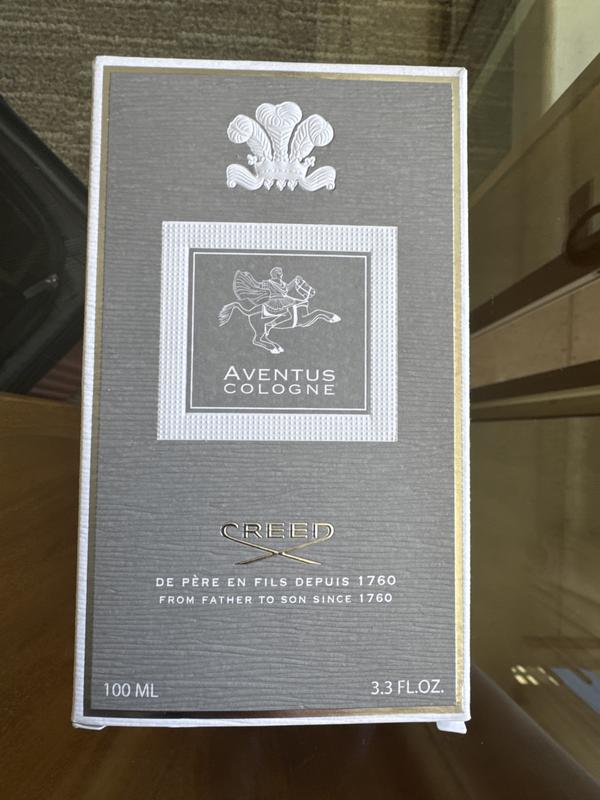 AVENTUS
COLOGNE
CREED
DE PÈRE EN FILS DEPUIS 1760
FROM FATHER TO SON SINCE 1760
100 ML
3.3 FL.OZ.